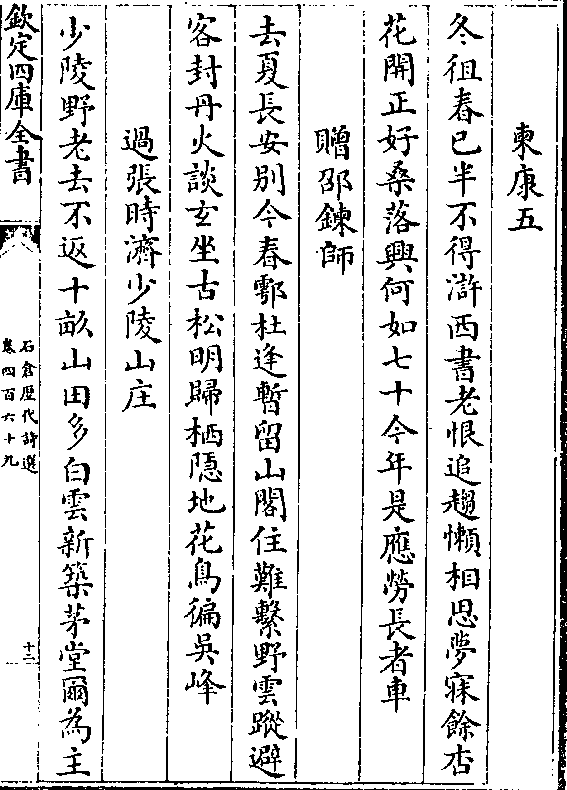 柬康五
冬徂春已半不得滸西書老恨追趨懶相思夢寐餘杏
花開正好桑落興何如七十今年是應勞長者車
贈邵鍊師
去夏長安別今春鄠杜逢暫留山閣住難繫野雲蹤避
客封丹火談玄坐古松明歸栖隱地花鳥徧吳峰
過張時濟少陵山庄
少陵野老去不返十畝山田多白雲新築茅堂爾為主
欽定四庫全書
石倉歴代詩選
卷四百六十九
十二